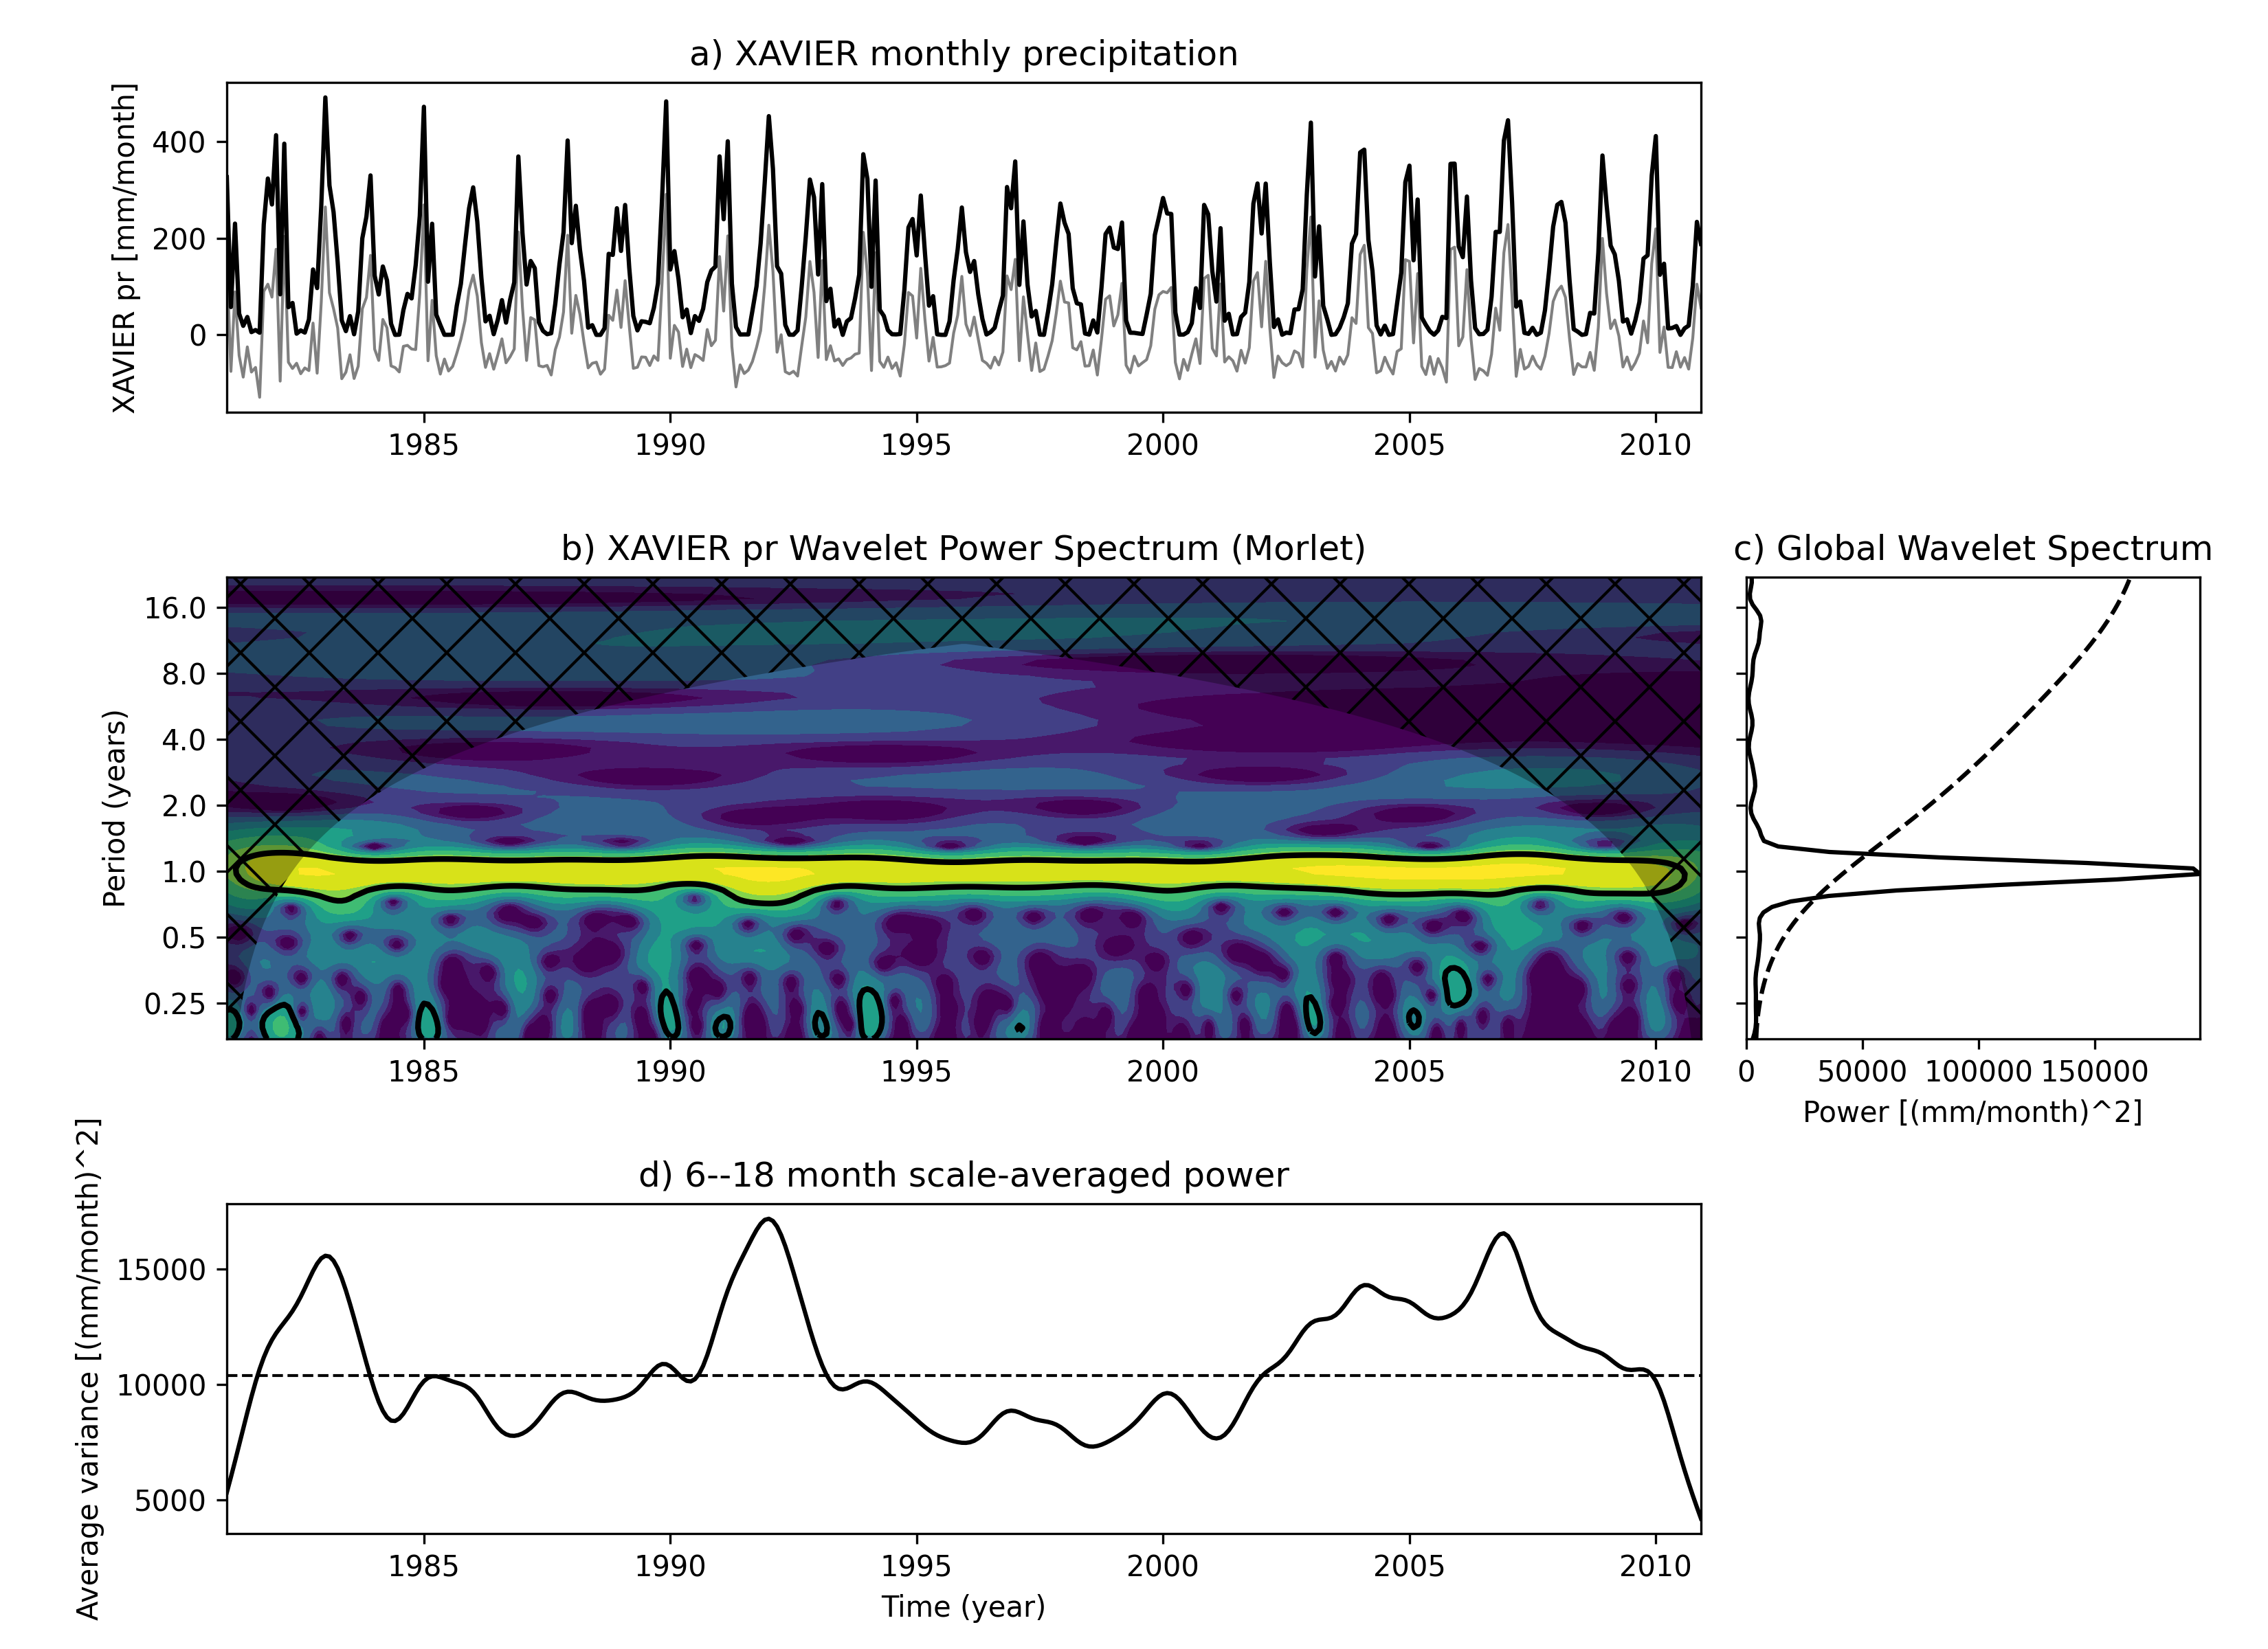 a) XAVIER monthly precipitation
XAVIER pr [mm/month]
400
200
0
1985 1990 1995 2000 2005 2010
b) XAVIER pr Wavelet Power Spectrum (Morlet)
Period (years)
16.0
8.0
4.0
2.0
1.0
0.5
0.25
1985 1990 1995 2000 2005 2010
c) Global Wavelet Spectrum
0 50000 100000 150000
Power [(mm/month)^2]
d) 6--18 month scale-averaged power
Average variance [(mm/month)^2]
15000
10000
5000
1985 1990 1995 2000 2005 2010
Time (year)